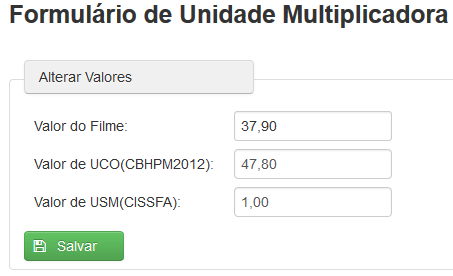 Formulário de Unidade Multiplicadora
Alterar Valores
Valor do Filme: 37,90
Valor de UCO(CBHPM2012): 47,80
Valor de USM(CISSFA): 1,00
Salvar